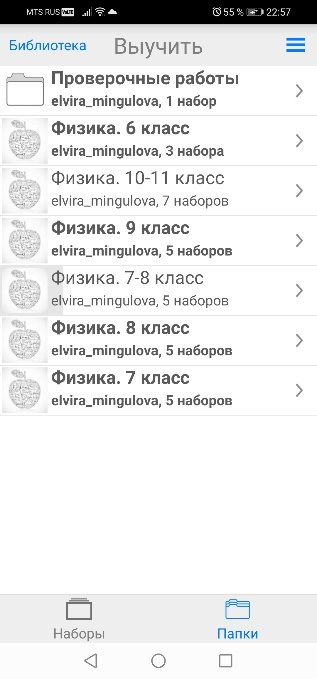 MTS RUS 55 % 22:57
Библиотека Выучить
Проверочные работы
elvira_mingulova, 1 набор
Физика. 6 класс
elvira_mingulova, 3 набора
Физика. 10-11 класс
elvira_mingulova, 7 наборов
Физика. 9 класс
elvira_mingulova, 5 наборов
Физика. 7-8 класс
elvira_mingulova, 5 наборов
Физика. 8 класс
elvira_mingulova, 5 наборов
Физика. 7 класс
elvira_mingulova, 5 наборов
Наборы Папки